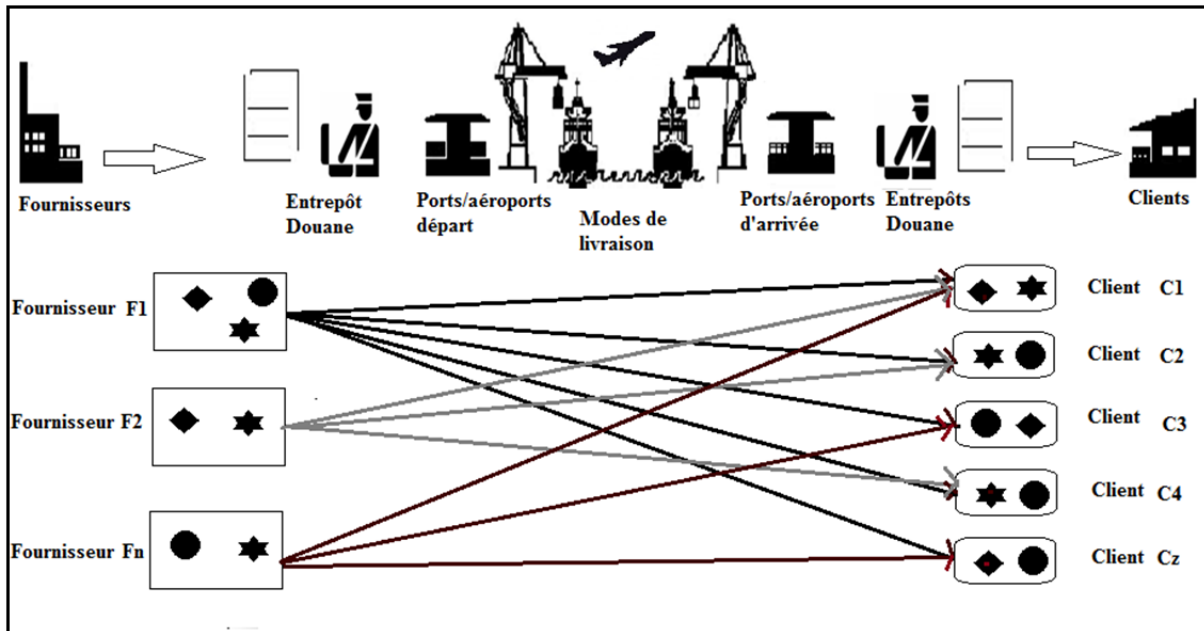 Fournisseurs
Entrepôt
Douane
Ports/aéroports
départ
Modes de
livraison
Ports/aéroports
d'arrivée
Entrepôts
Douane
Clients
Fournisseur F1
Client C1
Client C2
Fournisseur F2
Client C3
Client C4
Fournisseur Fn
Client Cz